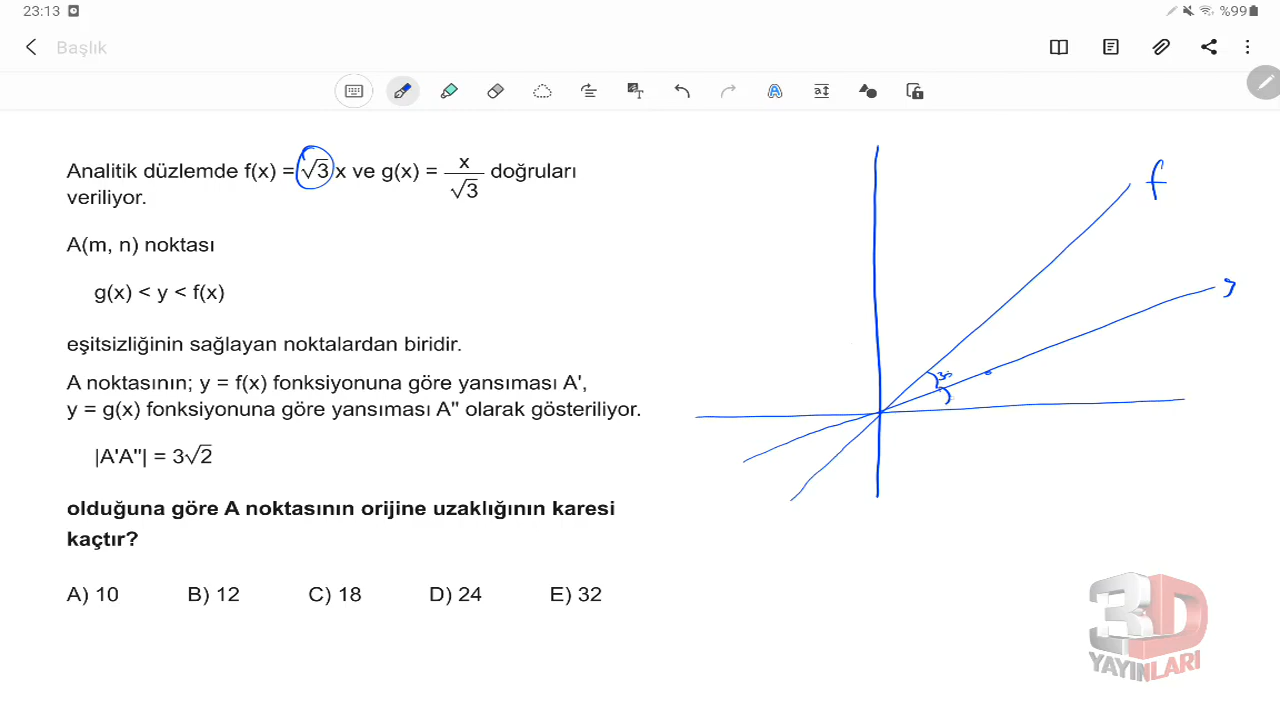 23:13
%99
Başlık
Analitik düzlemde f(x) = √3 x ve g(x) = x/√3 doğruları
veriliyor.
A(m, n) noktası
g(x) < y < f(x)
eşitsizliğinin sağlayan noktalardan biridir.
A noktasının; y = f(x) fonksiyonuna göre yansıması A',
y = g(x) fonksiyonuna göre yansıması A'' olarak gösteriliyor.
|A'A''| = 3√2
olduğuna göre A noktasının orijine uzaklığının karesi
kaçtır?
A) 10 B) 12 C) 18 D) 24 E) 32
f
3D
YAYINLARI